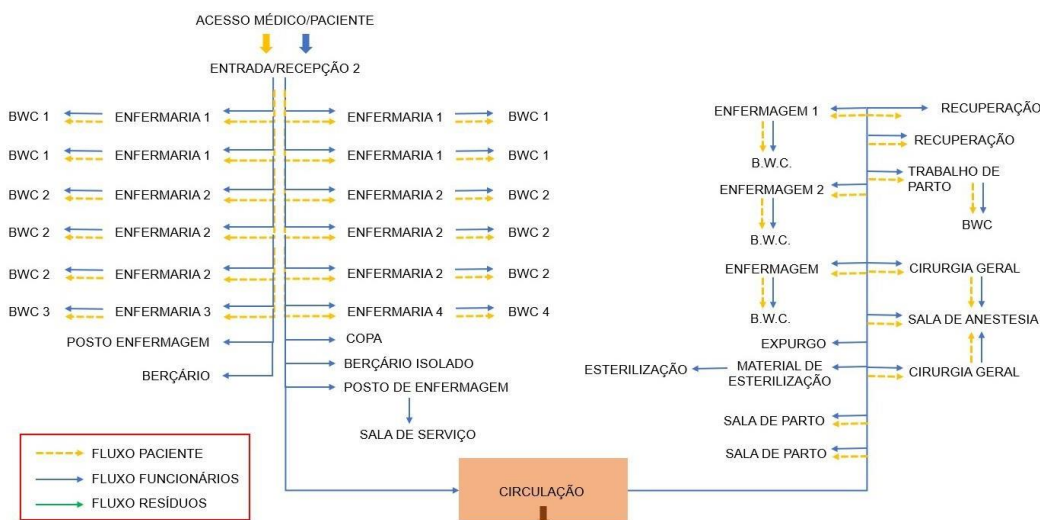 ACESSO MÉDICO/PACIENTE
ENTRADA/RECEPÇÃO 2
BWC 1 ENFERMARIA 1 ENFERMARIA 1 BWC 1
BWC 1 ENFERMARIA 1 ENFERMARIA 1 BWC 1
BWC 2 ENFERMARIA 2 ENFERMARIA 2 BWC 2
BWC 2 ENFERMARIA 2 ENFERMARIA 2 BWC 2
BWC 2 ENFERMARIA 2 ENFERMARIA 2 BWC 2
BWC 3 ENFERMARIA 3 ENFERMARIA 4 BWC 4
POSTO ENFERMAGEM
COPA
BERÇÁRIO
BERÇÁRIO ISOLADO
POSTO DE ENFERMAGEM
SALA DE SERVIÇO
FLUXO PACIENTE
FLUXO FUNCIONÁRIOS
FLUXO RESÍDUOS
CIRCULAÇÃO
ENFERMAGEM 1
RECUPERAÇÃO
RECUPERAÇÃO
B.W.C.
TRABALHO DE
PARTO
ENFERMAGEM 2
BWC
B.W.C.
ENFERMAGEM
CIRURGIA GERAL
B.W.C.
SALA DE ANESTESIA
EXPURGO
ESTERILIZAÇÃO
MATERIAL DE
ESTERILIZAÇÃO
CIRURGIA GERAL
SALA DE PARTO
SALA DE PARTO